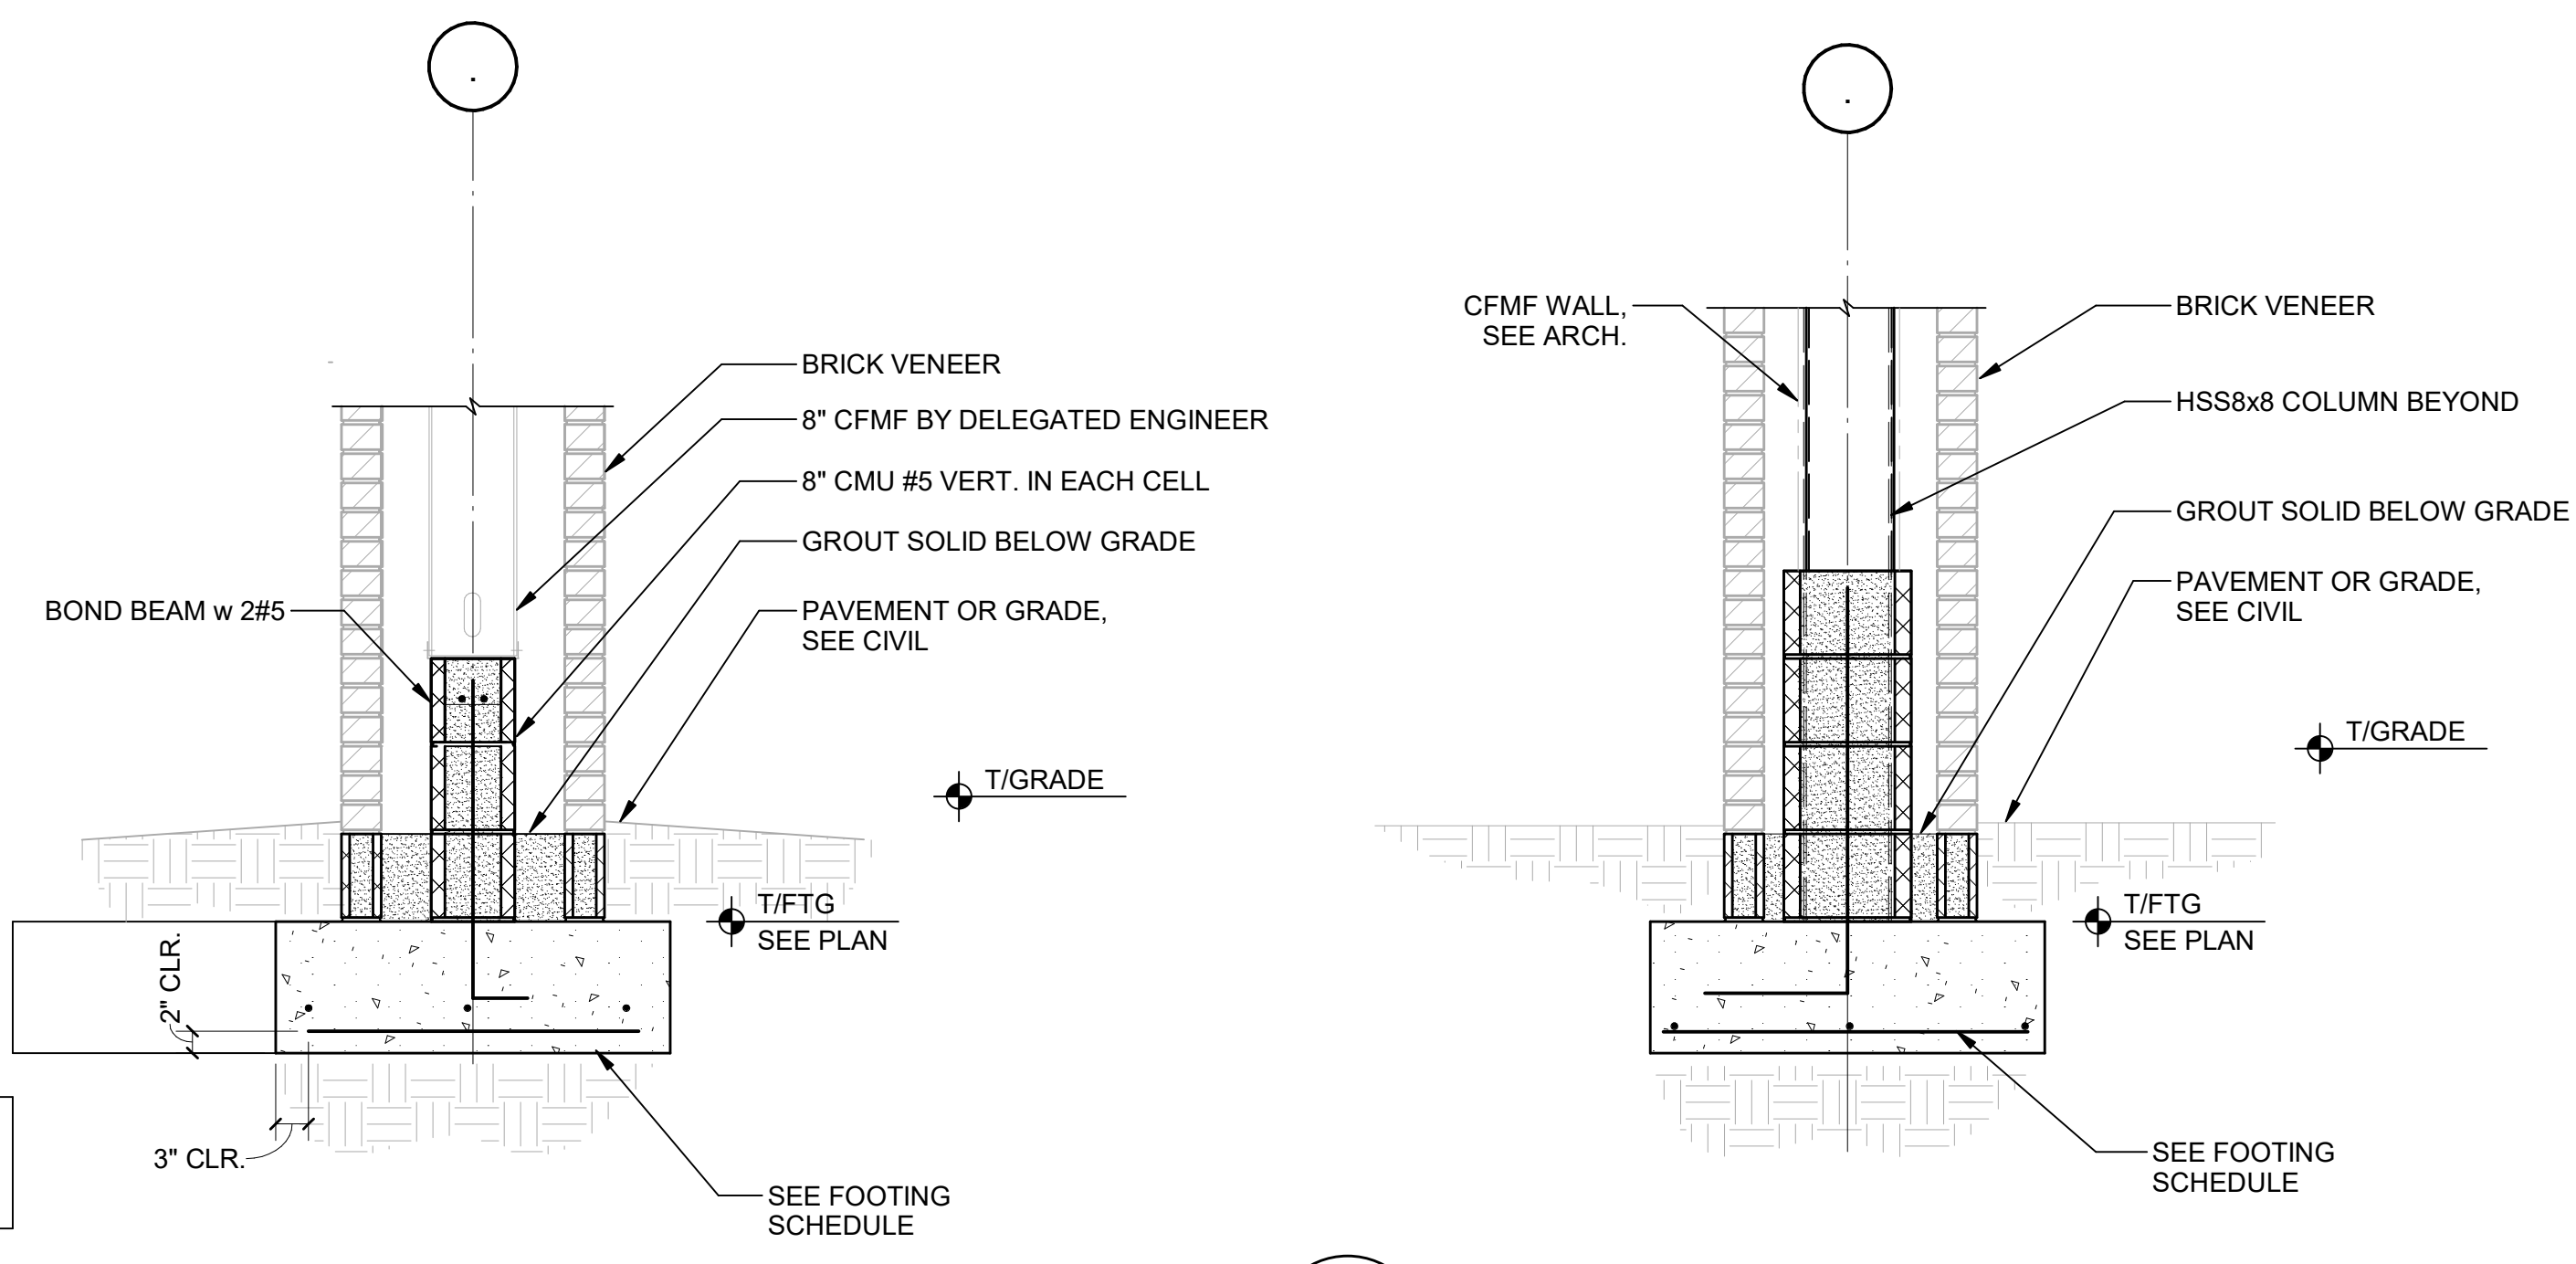 BRICK VENEER
8" CFMF BY DELEGATED ENGINEER
8" CMU #5 VERT. IN EACH CELL
GROUT SOLID BELOW GRADE
BOND BEAM w 2#5
PAVEMENT OR GRADE,
SEE CIVIL
T/GRADE
T/FTG
SEE PLAN
2" CLR.
3" CLR.
SEE FOOTING
SCHEDULE
CFMF WALL,
SEE ARCH.
BRICK VENEER
HSS8x8 COLUMN BEYOND
GROUT SOLID BELOW GRADE
PAVEMENT OR GRADE,
SEE CIVIL
T/GRADE
T/FTG
SEE PLAN
SEE FOOTING
SCHEDULE